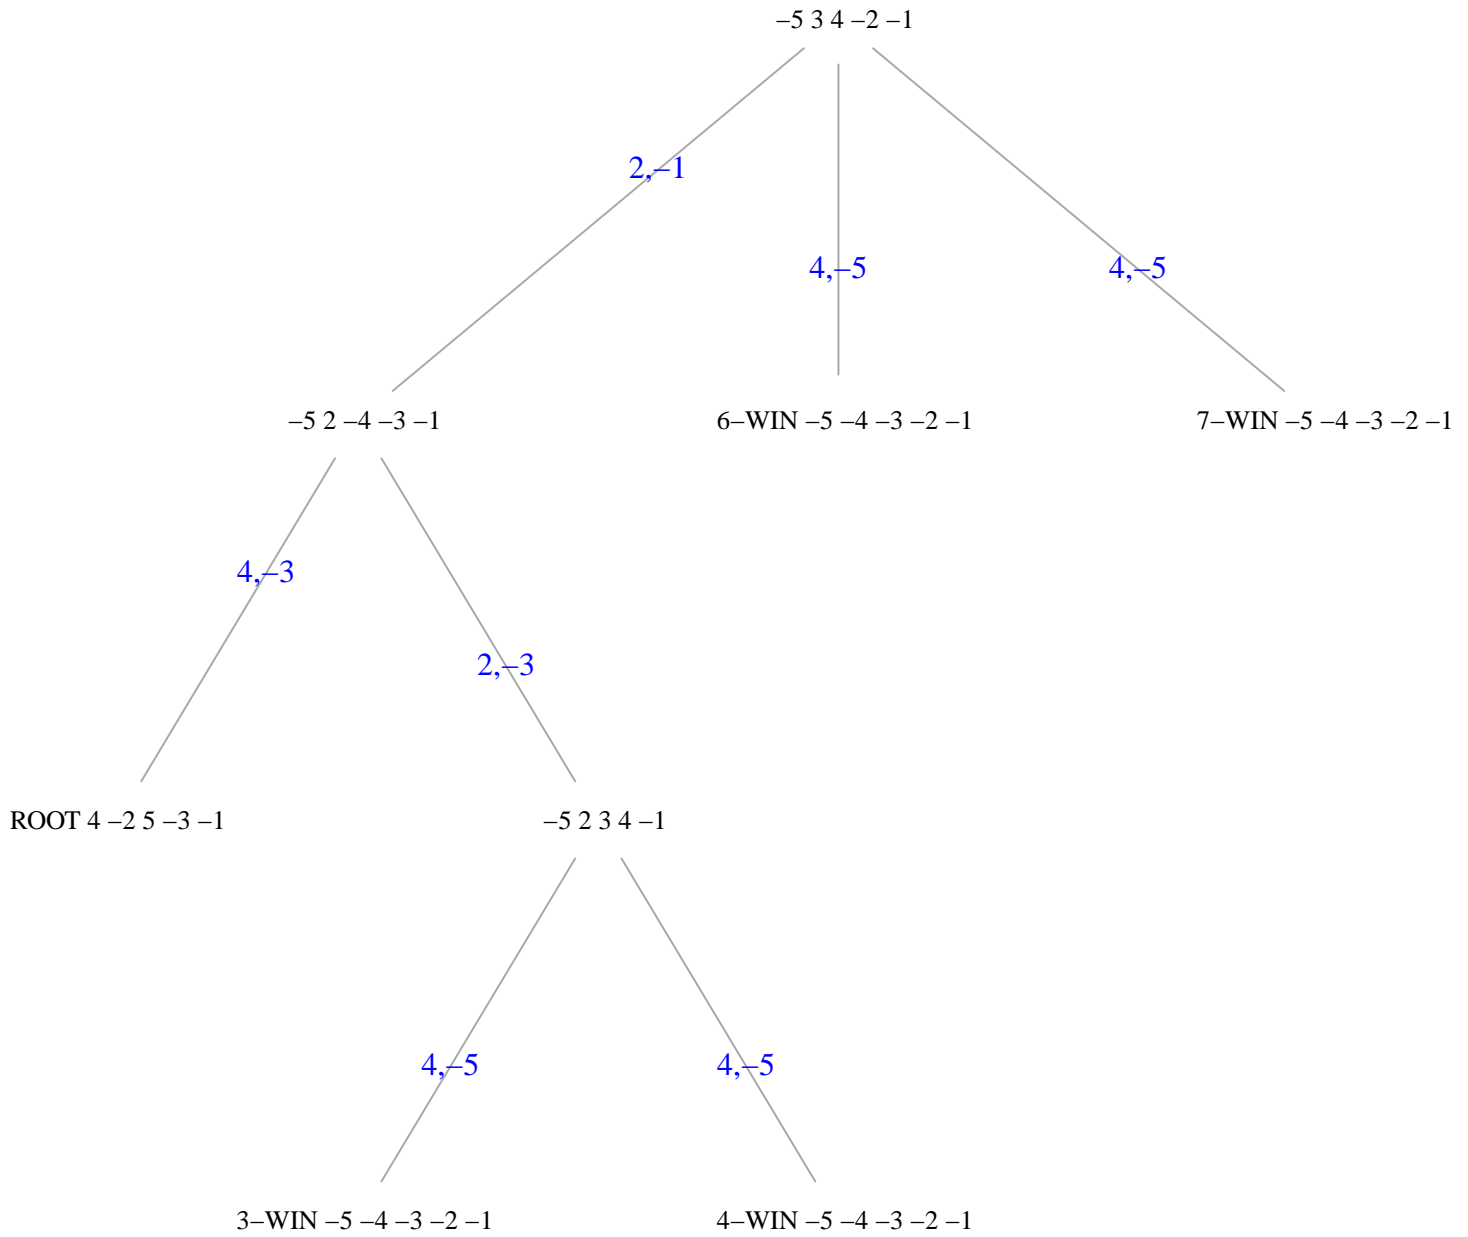 –5 3 4 –2 –1
2,–1
4,–5
4,–5
–5 2 –4 –3 –1
6–WIN –5 –4 –3 –2 –1
7–WIN –5 –4 –3 –2 –1
4,–3
2,–3
ROOT 4 –2 5 –3 –1
–5 2 3 4 –1
4,–5
4,–5
3–WIN –5 –4 –3 –2 –1
4–WIN –5 –4 –3 –2 –1